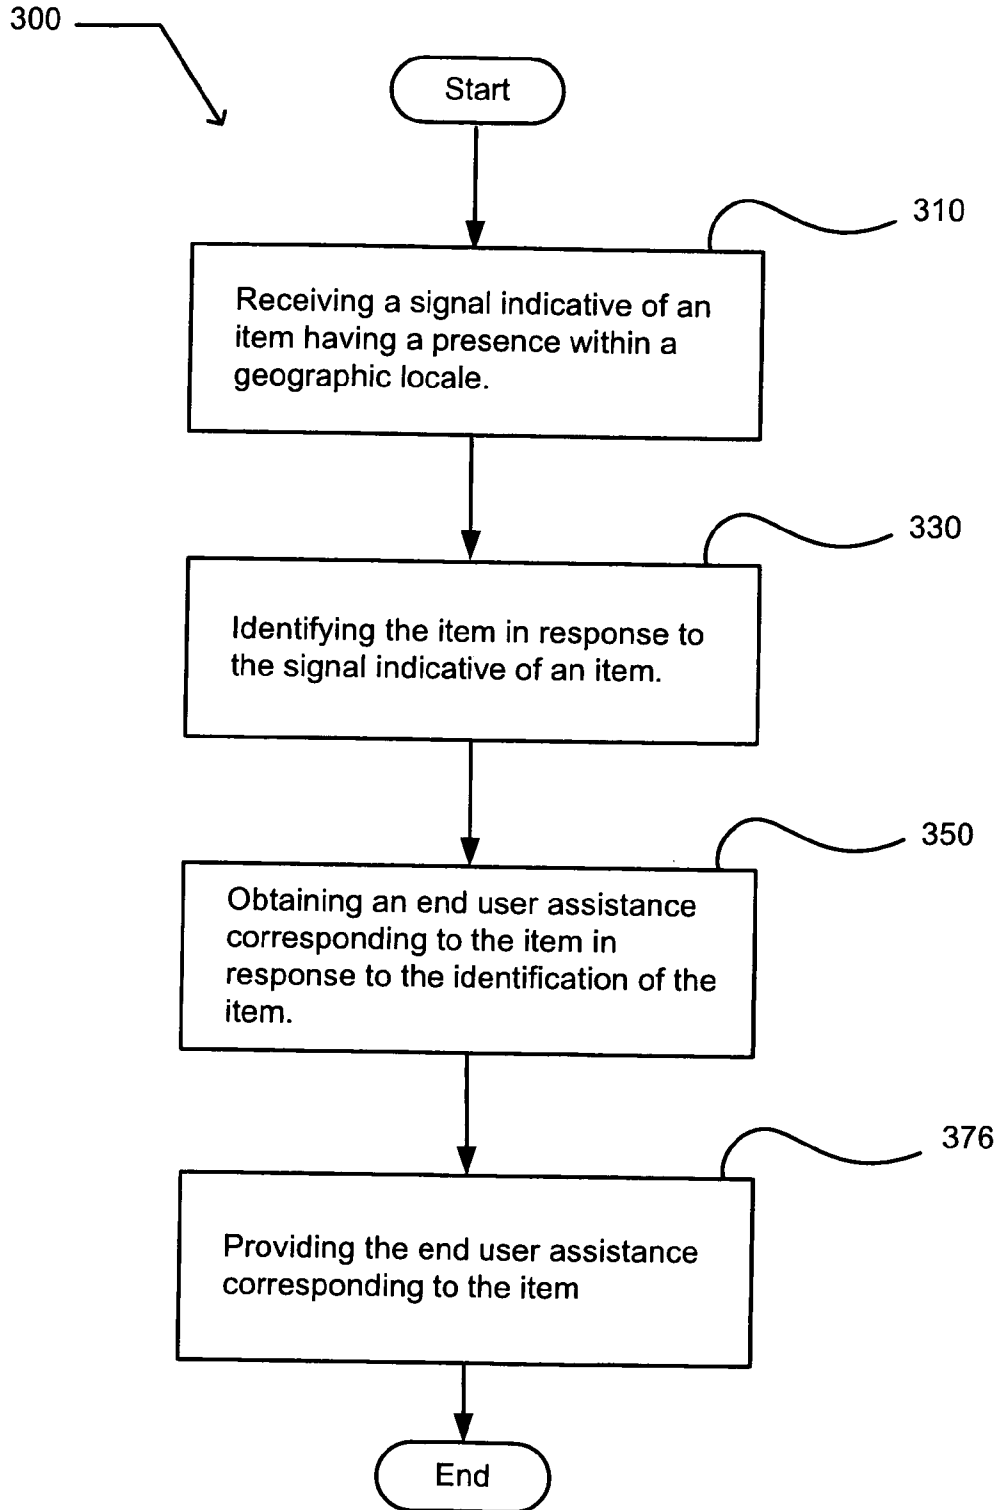 300
Start
310
Receiving a signal indicative of an
item having a presence within a
geographic locale.
330
Identifying the item in response to
the signal indicative of an item.
350
Obtaining an end user assistance
corresponding to the item in
response to the identification of the
item.
376
Providing the end user assistance
corresponding to the item
End